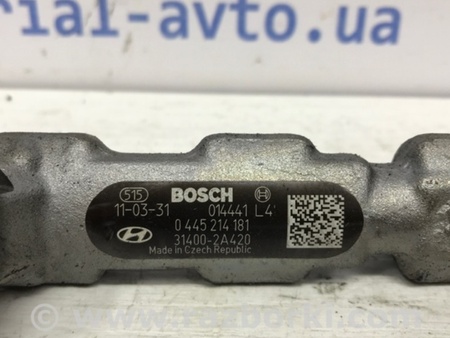 rial-avto.ua
515 BOSCH
11-03-31 014441 L4
0 445 214 181
31400-2A420
Made in Czech Republic